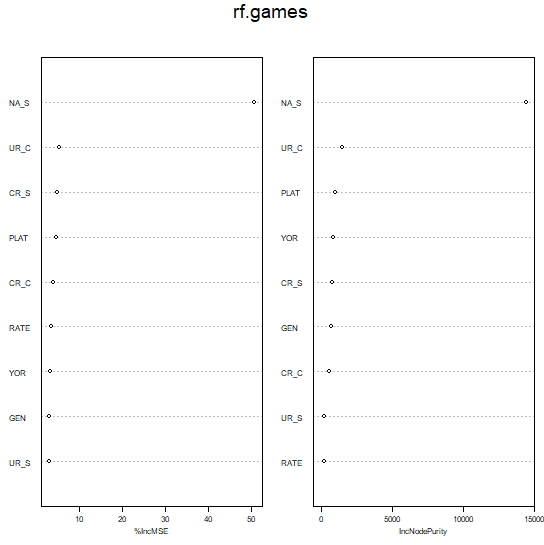 rf.games
NA_S
UR_C
CR_S
PLAT
CR_C
RATE
YOR
GEN
UR_S
10 20 30 40 50
%IncMSE
NA_S
UR_C
PLAT
YOR
CR_S
GEN
CR_C
UR_S
RATE
0 5000 10000 15000
IncNodePurity